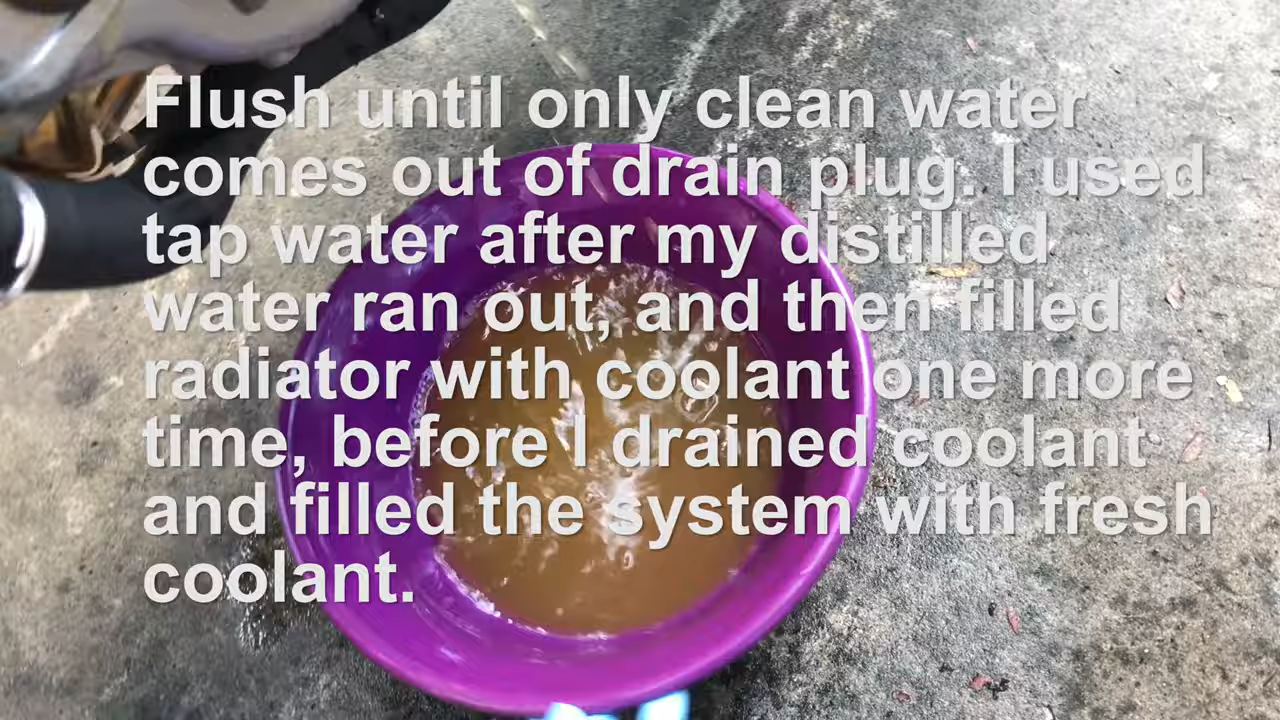 Flush until only clean water
comes out of drain plug. I used
tap water after my distilled
water ran out, and then filled
radiator with coolant one more
time, before I drained coolant
and filled the system with fresh
coolant.